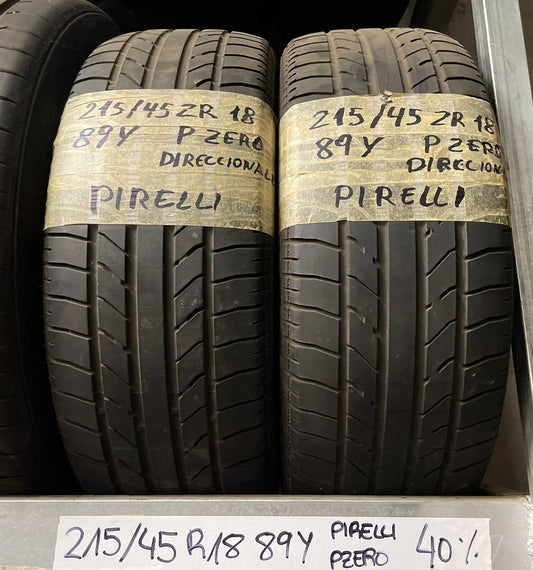 215/45 ZR 18
89Y P ZERO
DIRECCIONAL
PIRELLI
215/45 ZR 18
89Y P ZERO
DIRECCION
PIRELLI
215/45 R18 89Y PIRELLI PZERO 40%